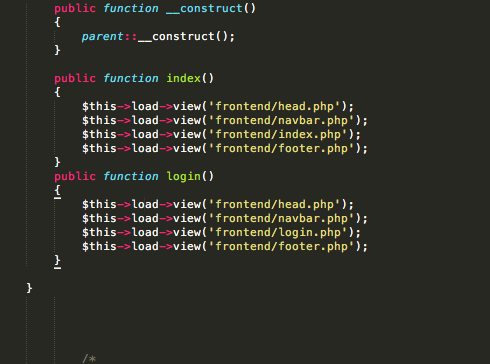 public function __construct()
{
parent::__construct();
}
public function index()
{
$this->load->view('frontend/head.php');
$this->load->view('frontend/navbar.php');
$this->load->view('frontend/index.php');
$this->load->view('frontend/footer.php');
}
public function login()
{
$this->load->view('frontend/head.php');
$this->load->view('frontend/navbar.php');
$this->load->view('frontend/login.php');
$this->load->view('frontend/footer.php');
}
}
/*